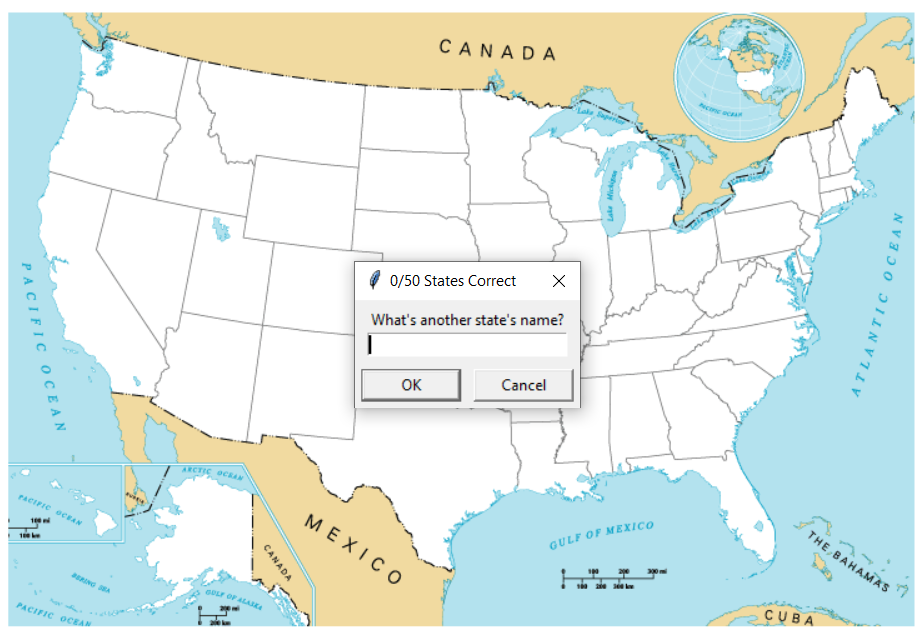 CANADA
Lake Superior
PACIFIC OCEAN
Lake Michigan
PACIFIC OCEAN
ATLANTIC OCEAN
0/50 States Correct
What's another state's name?
OK
Cancel
ARCTIC OCEAN
RUSSIA
PACIFIC OCEAN
100 mi
100 km
CANADA
BERING SEA
GULF OF ALASKA
PACIFIC OCEAN
0 200 mi
0 200 km
MEXICO
GULF OF MEXICO
0 100 200 300 mi
0 100 200 300 km
THE BAHAMAS
CUBA